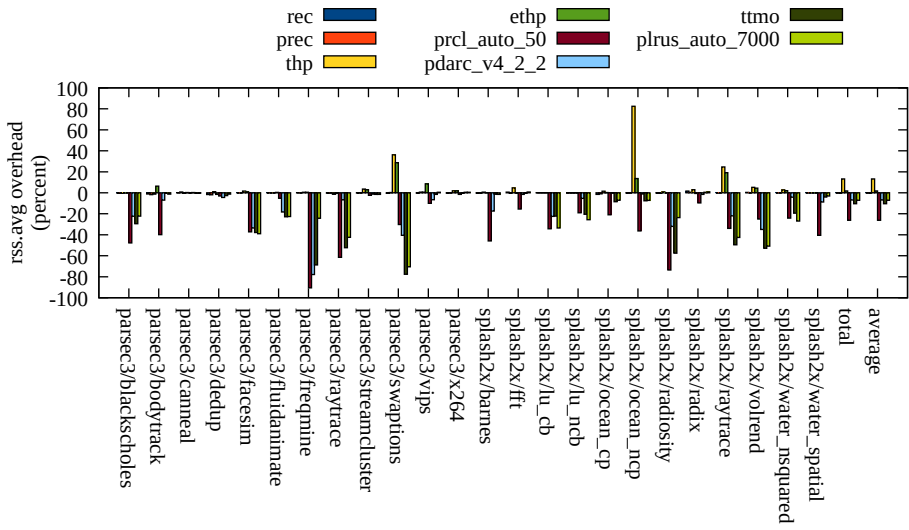 rec
prec
thp
ethp
prcl_auto_50
pdarc_v4_2_2
ttmo
plrus_auto_7000
rss.avg overhead
(percent)
100
80
60
40
20
0
-20
-40
-60
-80
-100
parsec3/blackscholes
parsec3/bodytrack
parsec3/canneal
parsec3/dedup
parsec3/facesim
parsec3/fluidanimate
parsec3/freqmine
parsec3/raytrace
parsec3/streamcluster
parsec3/swaptions
parsec3/vips
parsec3/x264
splash2x/barnes
splash2x/fft
splash2x/lu_cb
splash2x/lu_ncb
splash2x/ocean_cp
splash2x/ocean_ncp
splash2x/radiosity
splash2x/radix
splash2x/raytrace
splash2x/volrend
splash2x/water_nsquared
splash2x/water_spatial
total
average